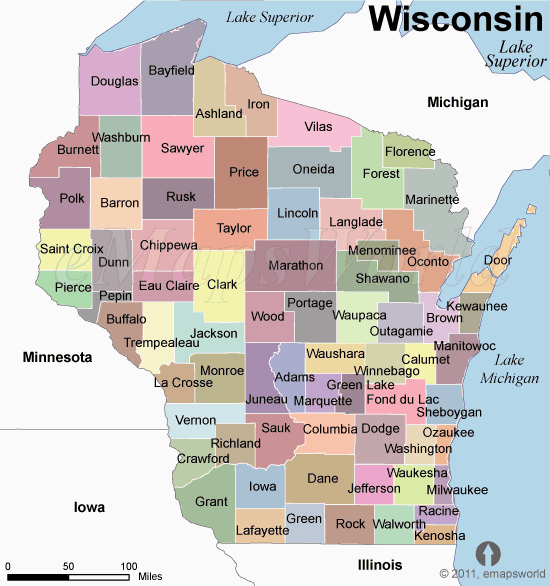 Wisconsin
Lake Superior
Lake
Superior
Michigan
Douglas
Bayfield
Ashland
Iron
Vilas
Burnett
Washburn
Sawyer
Price
Oneida
Forest
Florence
Marinette
Polk
Barron
Rusk
Taylor
Lincoln
Langlade
Saint Croix
Dunn
Chippewa
Menominee
Oconto
Door
eMapsWorld
Marathon
Shawano
Pierce
Pepin
Eau Claire
Clark
Kewaunee
Buffalo
Trempealeau
Jackson
Wood
Portage
Waupaca
Outagamie
Brown
Manitowoc
Minnesota
Monroe
La Crosse
Juneau
Adams
Waushara
Marquette
Green Lake
Winnebago
Calumet
Lake
Michigan
Fond du Lac
Sheboygan
Vernon
Richland
Sauk
Columbia
Dodge
Ozaukee
Washington
Crawford
Iowa
Dane
Jefferson
Waukesha
Milwaukee
Iowa
Grant
Lafayette
Green
Rock
Walworth
Racine
Kenosha
Illinois
0 50 100
Miles
© 2011, emapsworld